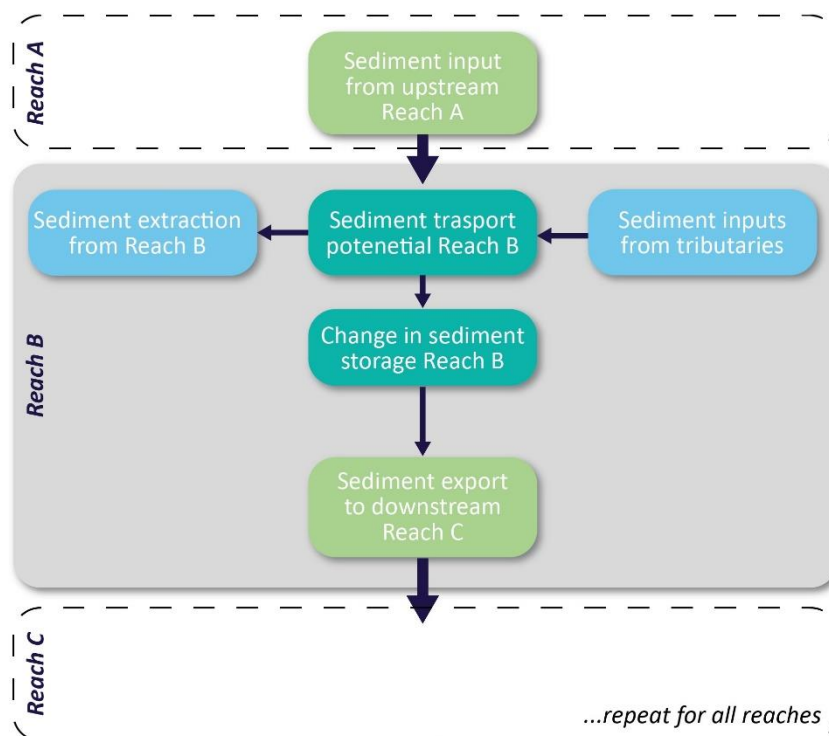 Reach A
Sediment input
from upstream
Reach A
Reach B
Sediment extraction
from Reach B
Sediment trasport
potenetial Reach B
Sediment inputs
from tributaries
Change in sediment
storage Reach B
Sediment export
to downstream
Reach C
Reach C
...repeat for all reaches